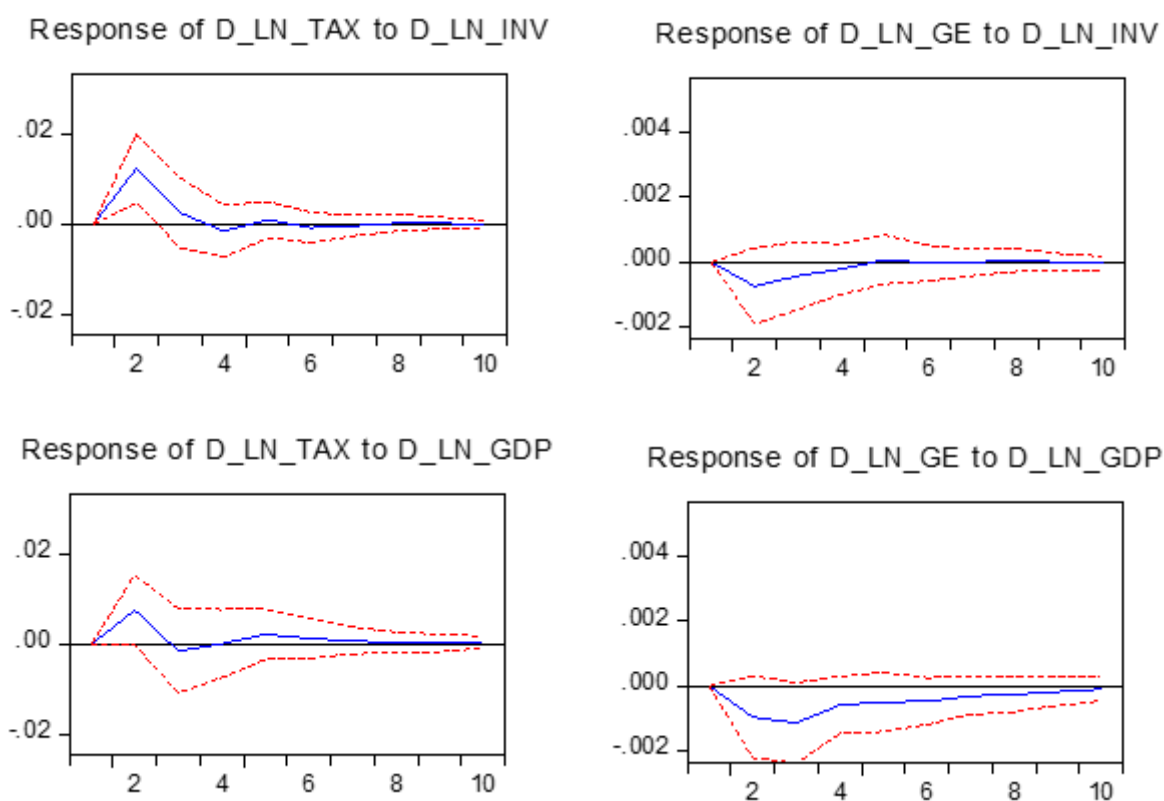 Response of D_LN_TAX to D_LN_INV
.02
.00
-.02
2 4 6 8 10
Response of D_LN_GE to D_LN_INV
.004
.002
.000
-.002
2 4 6 8 10
Response of D_LN_TAX to D_LN_GDP
.02
.00
-.02
2 4 6 8 10
Response of D_LN_GE to D_LN_GDP
.004
.002
.000
-.002
2 4 6 8 10